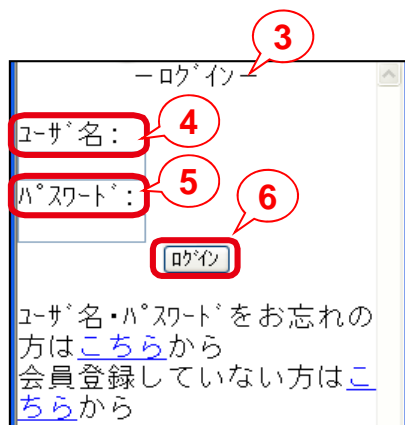 3
－ﾛｸﾞｲﾝ－
ﾕｰｻﾞ名：
4
ﾊﾟｽﾜｰﾄﾞ：
5
6
ﾛｸﾞｲﾝ
ﾕｰｻﾞ名・ﾊﾟｽﾜｰﾄﾞをお忘れの
方はこちらから
会員登録していない方はこ
ちらから